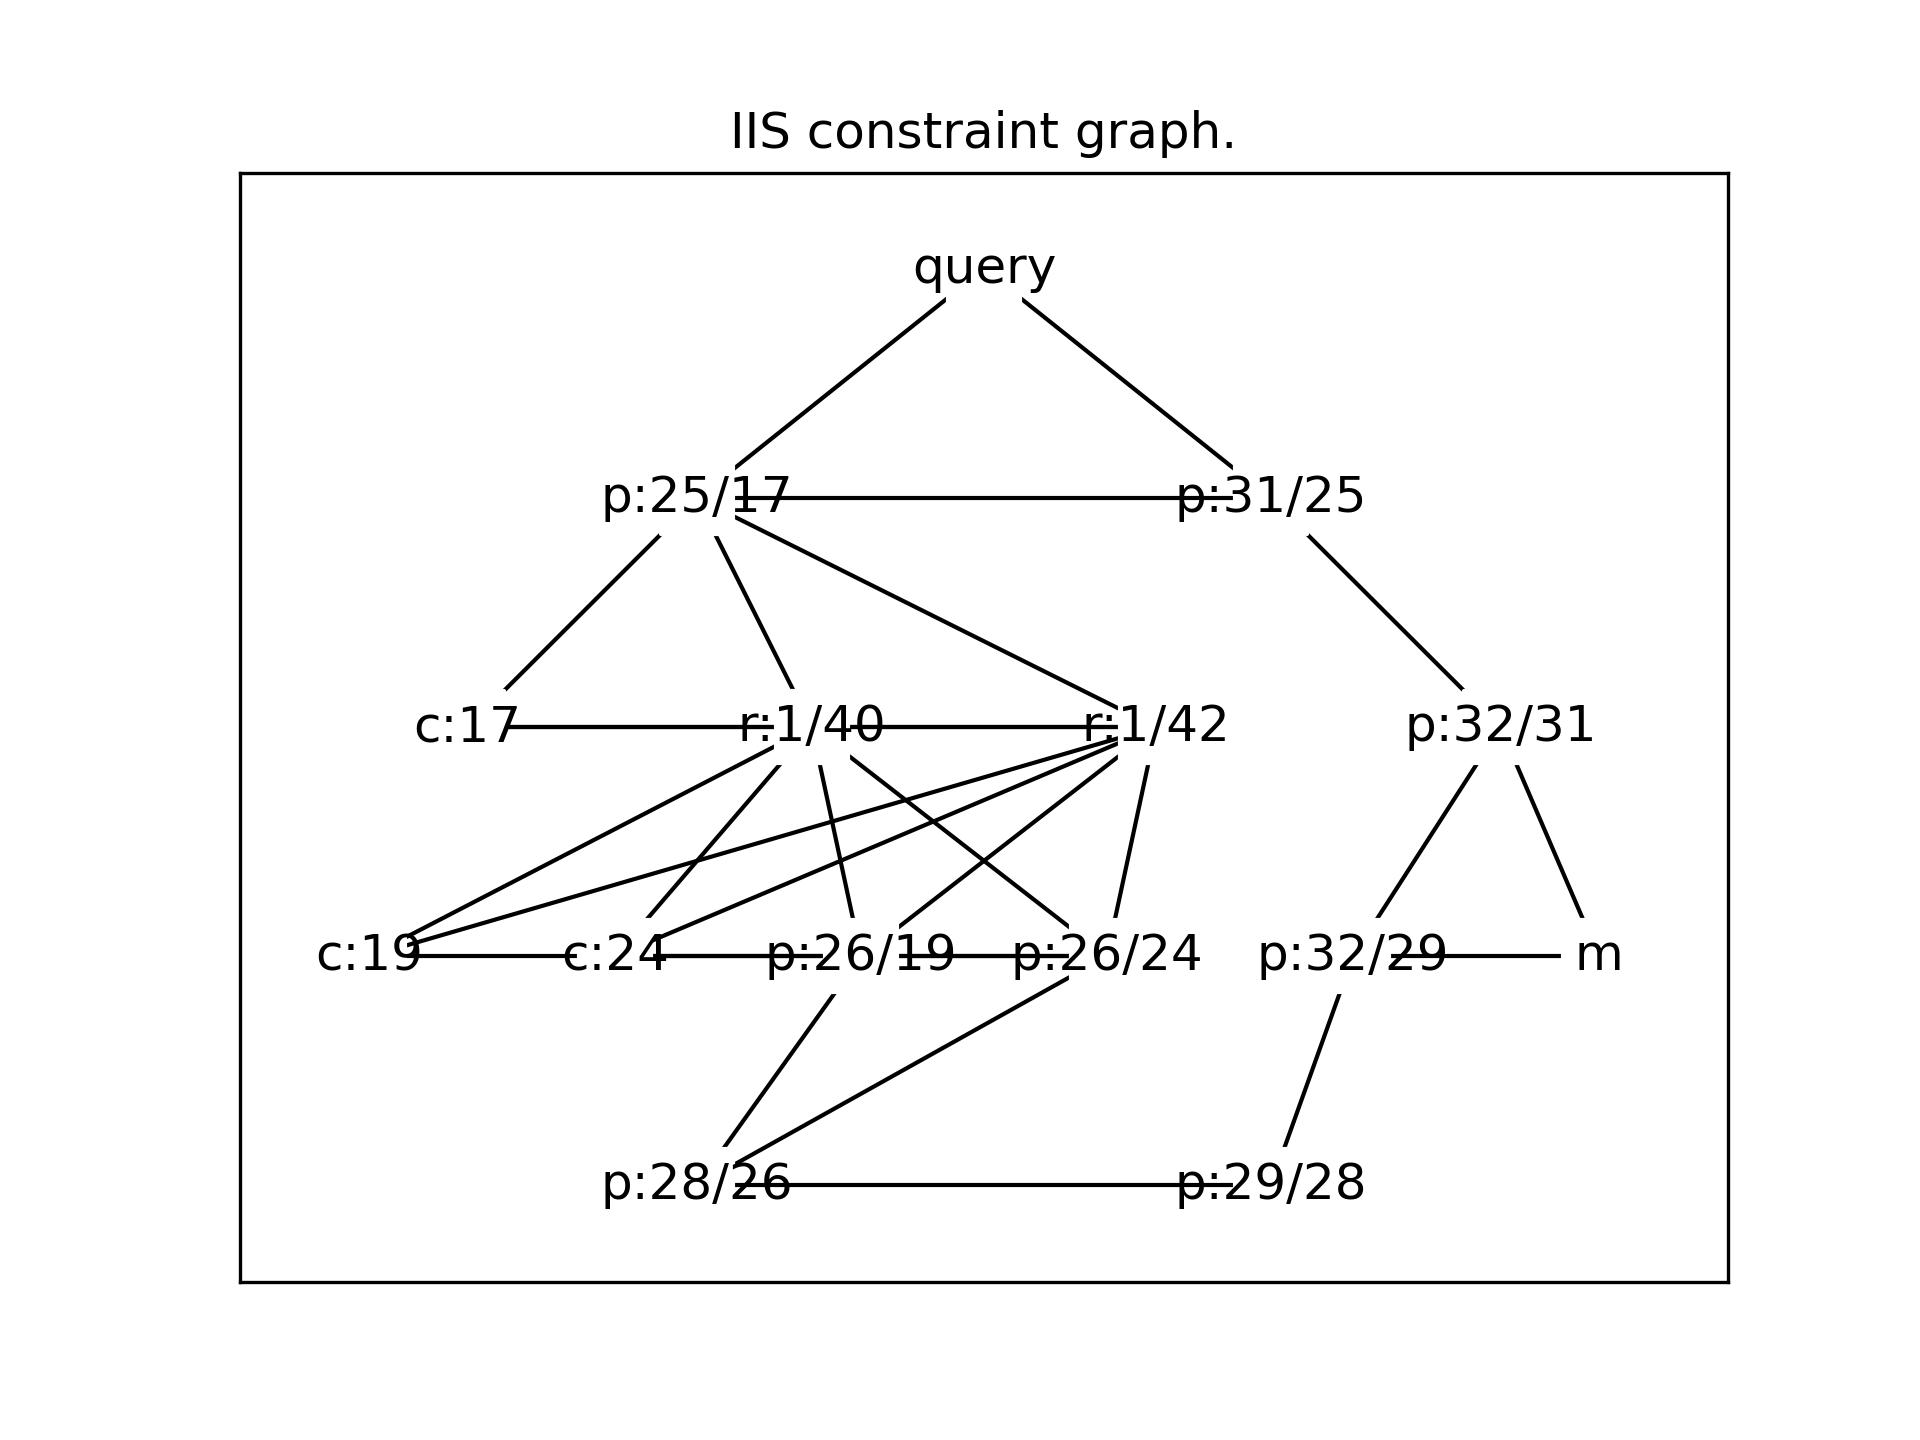 IIS constraint graph.
query
p:25/17 p:31/25
c:17 r:1/40 r:1/42 p:32/31
c:19 c:24 p:26/19 p:26/24 p:32/29 m
p:28/26 p:29/28